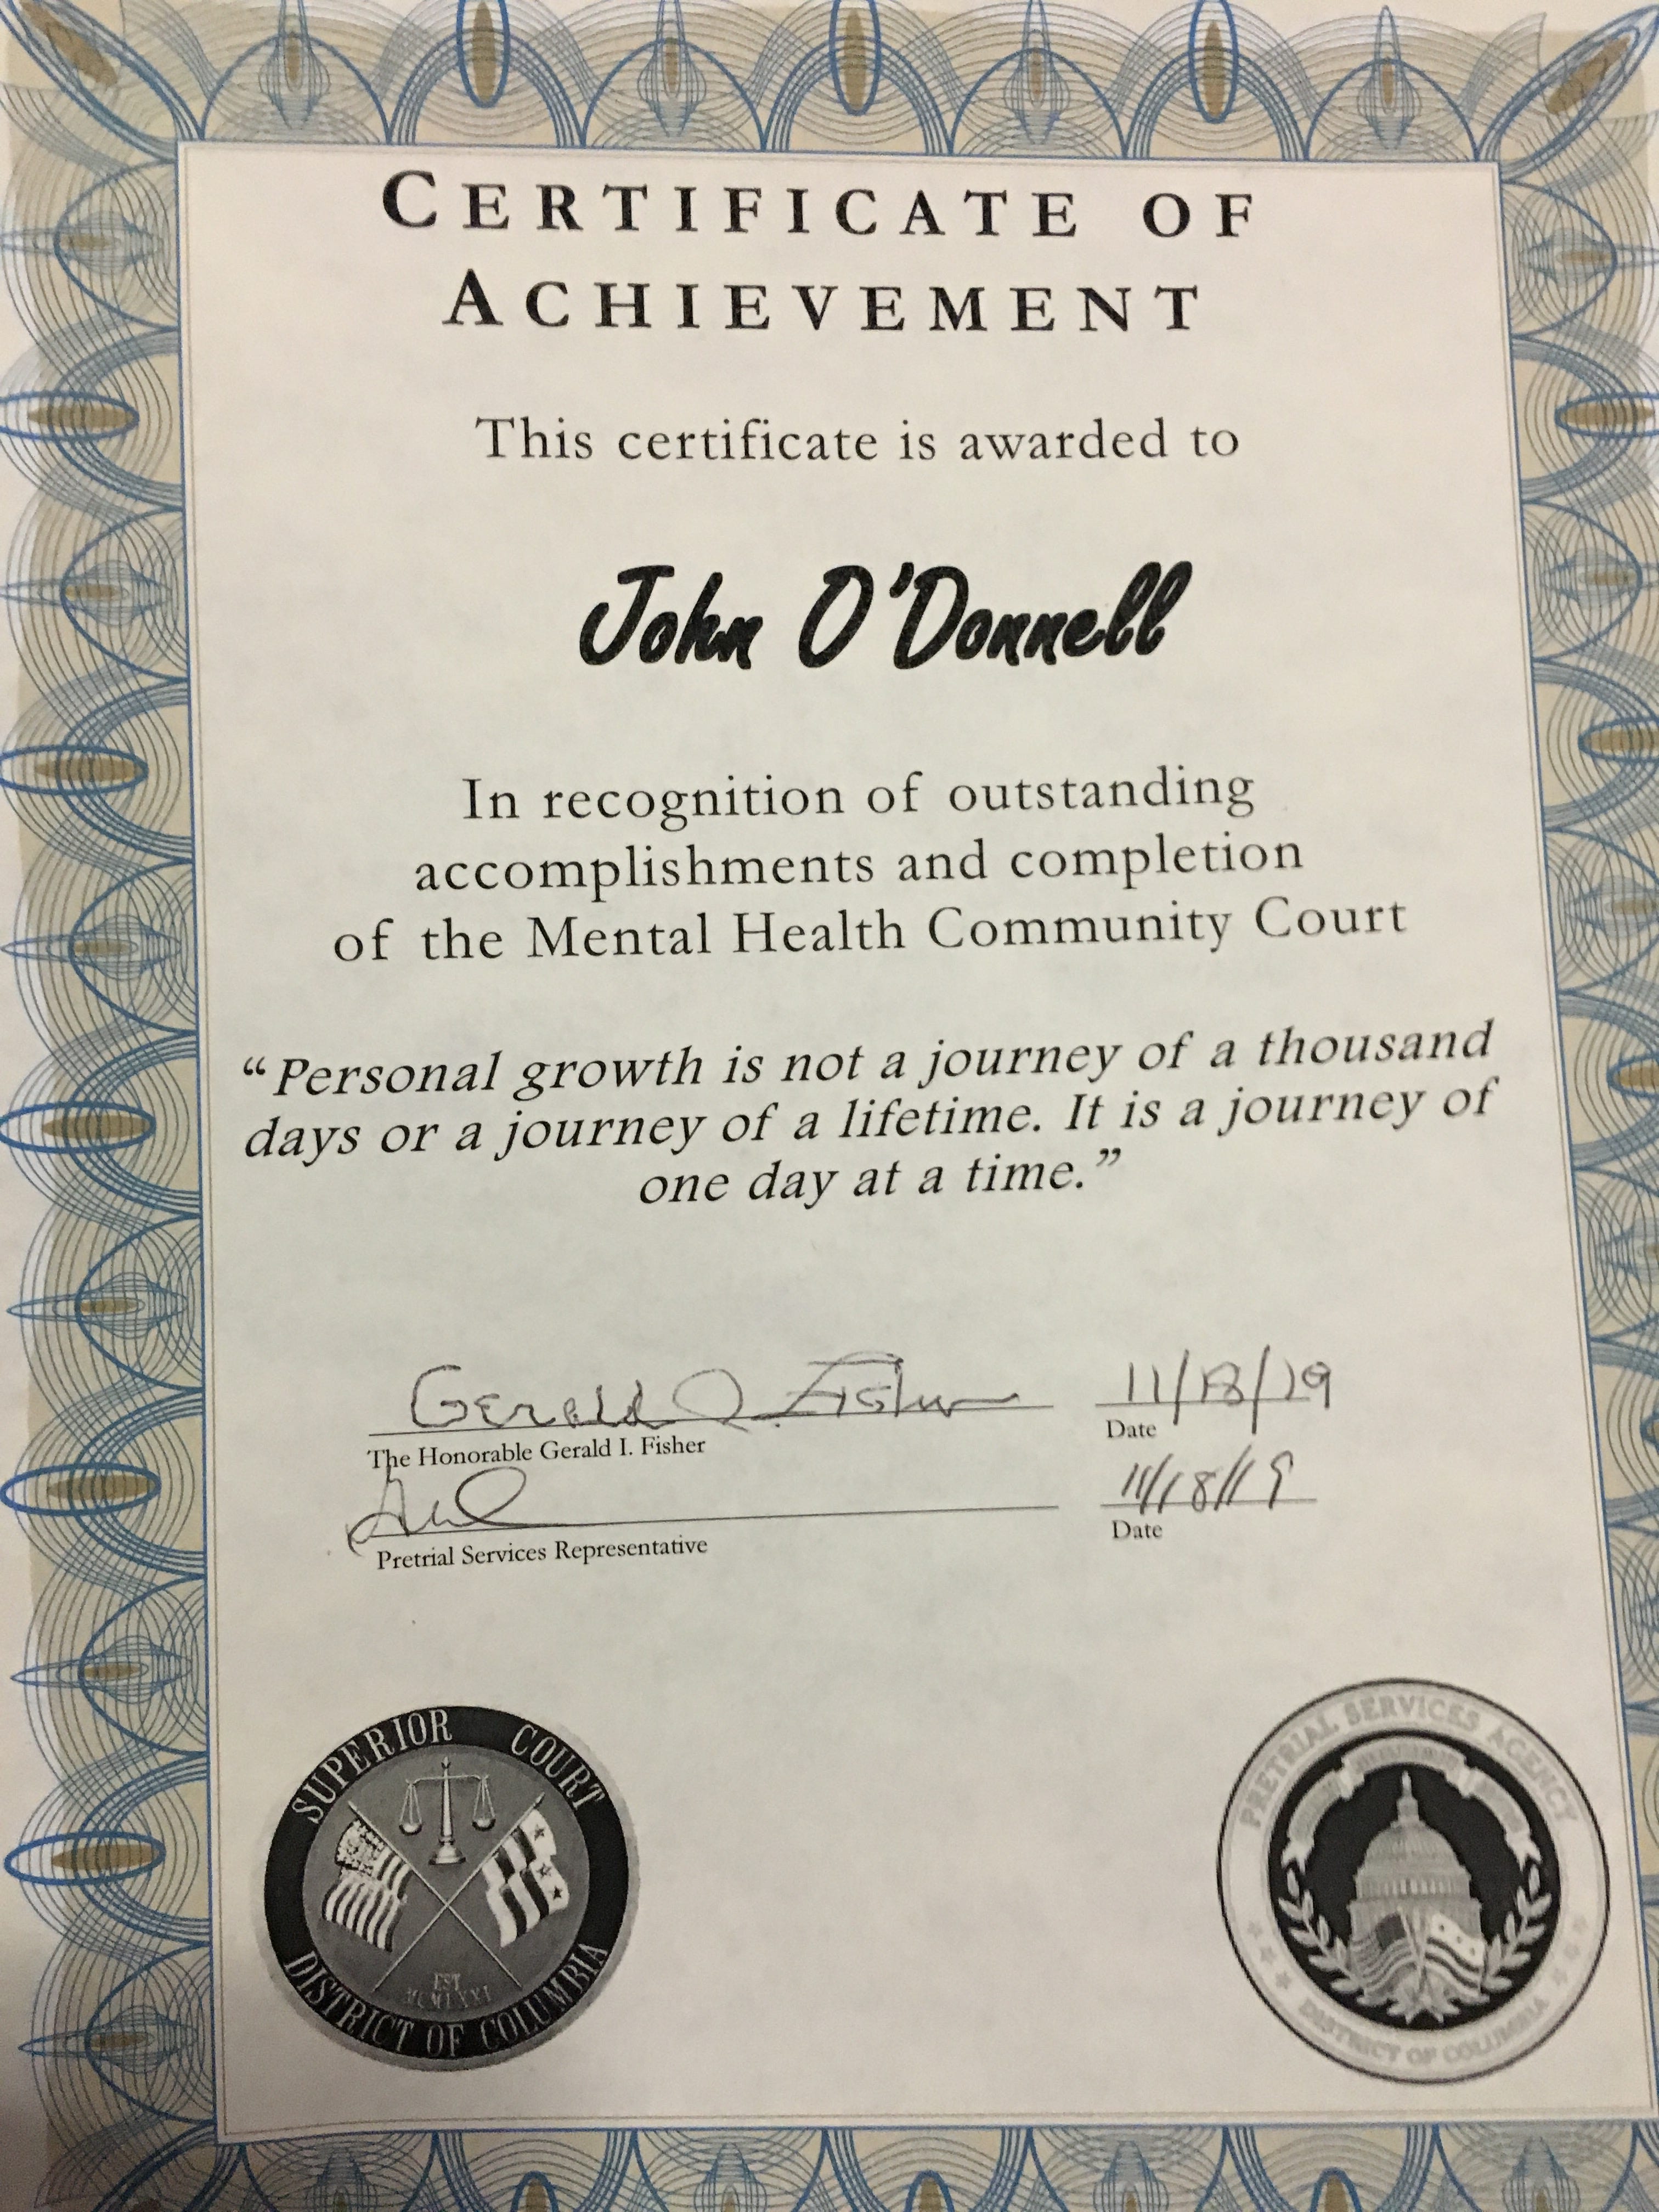 CERTIFICATE OF
ACHIEVEMENT
This certificate is awarded to
John O'Donnell
In recognition of outstanding
accomplishments and completion
of the Mental Health Community Court
“Personal growth is not a journey of a thousand
days or a journey of a lifetime. It is a journey of
one day at a time.”
Gerald I. Fisher 11/18/19
The Honorable Gerald I. Fisher Date
11/18/19
Pretrial Services Representative Date
SUPERIOR COURT
EST
MCMLXXI
DISTRICT OF COLUMBIA
PRETRIAL SERVICES AGENCY
DISTRICT OF COLUMBIA